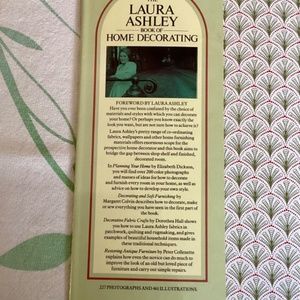 THE
LAURA
ASHLEY
BOOK OF
HOME DECORATING
FOREWORD BY LAURA ASHLEY
Have you ever been confused by the choice of
materials and styles with which you can decorate
your home? Or perhaps you know exactly the
look you want, but are not sure how to achieve it?
Laura Ashley's pretty range of co-ordinating
fabrics, wallpapers and other home furnishing
materials offers enormous scope for the
prospective home decorator and this book aims to
bridge the gap between shop shelf and finished,
decorated room.
In Planning Your Home by Elizabeth Dickson,
you will find over 200 color photographs
and masses of ideas for how to decorate
and furnish every room in your home, as well as
advice on how to develop your own style.
Decorating and Soft Furnishing by
Margaret Colvin describes how to decorate, make
or sew everything you have seen in the first part of
the book.
Decorative Fabric Crafts by Dorothea Hall shows
you how to use Laura Ashley fabrics in
patchwork, quilting and rugmaking, and gives
examples of beautiful household items made in
these traditional techniques.
Restoring Antique Furniture by Peter Collenette
explains how even the novice can do much to
improve the look of an old but loved piece of
furniture and carry out simple repairs.
227 PHOTOGRAPHS AND 461 ILLUSTRATIONS